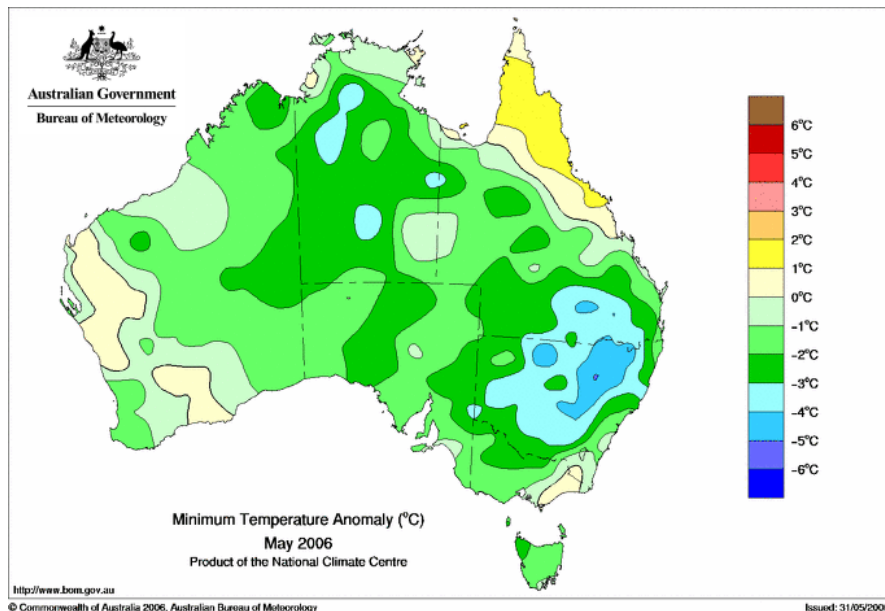 Australian Government
Bureau of Meteorology
6°C
5°C
4°C
3°C
2°C
1°C
0°C
-1°C
-2°C
-3°C
-4°C
-5°C
-6°C
Minimum Temperature Anomaly (°C)
May 2006
Product of the National Climate Centre
http://www.bom.gov.au
© Commonwealth of Australia 2006, Australian Bureau of Meteorology
Issued: 31/05/200